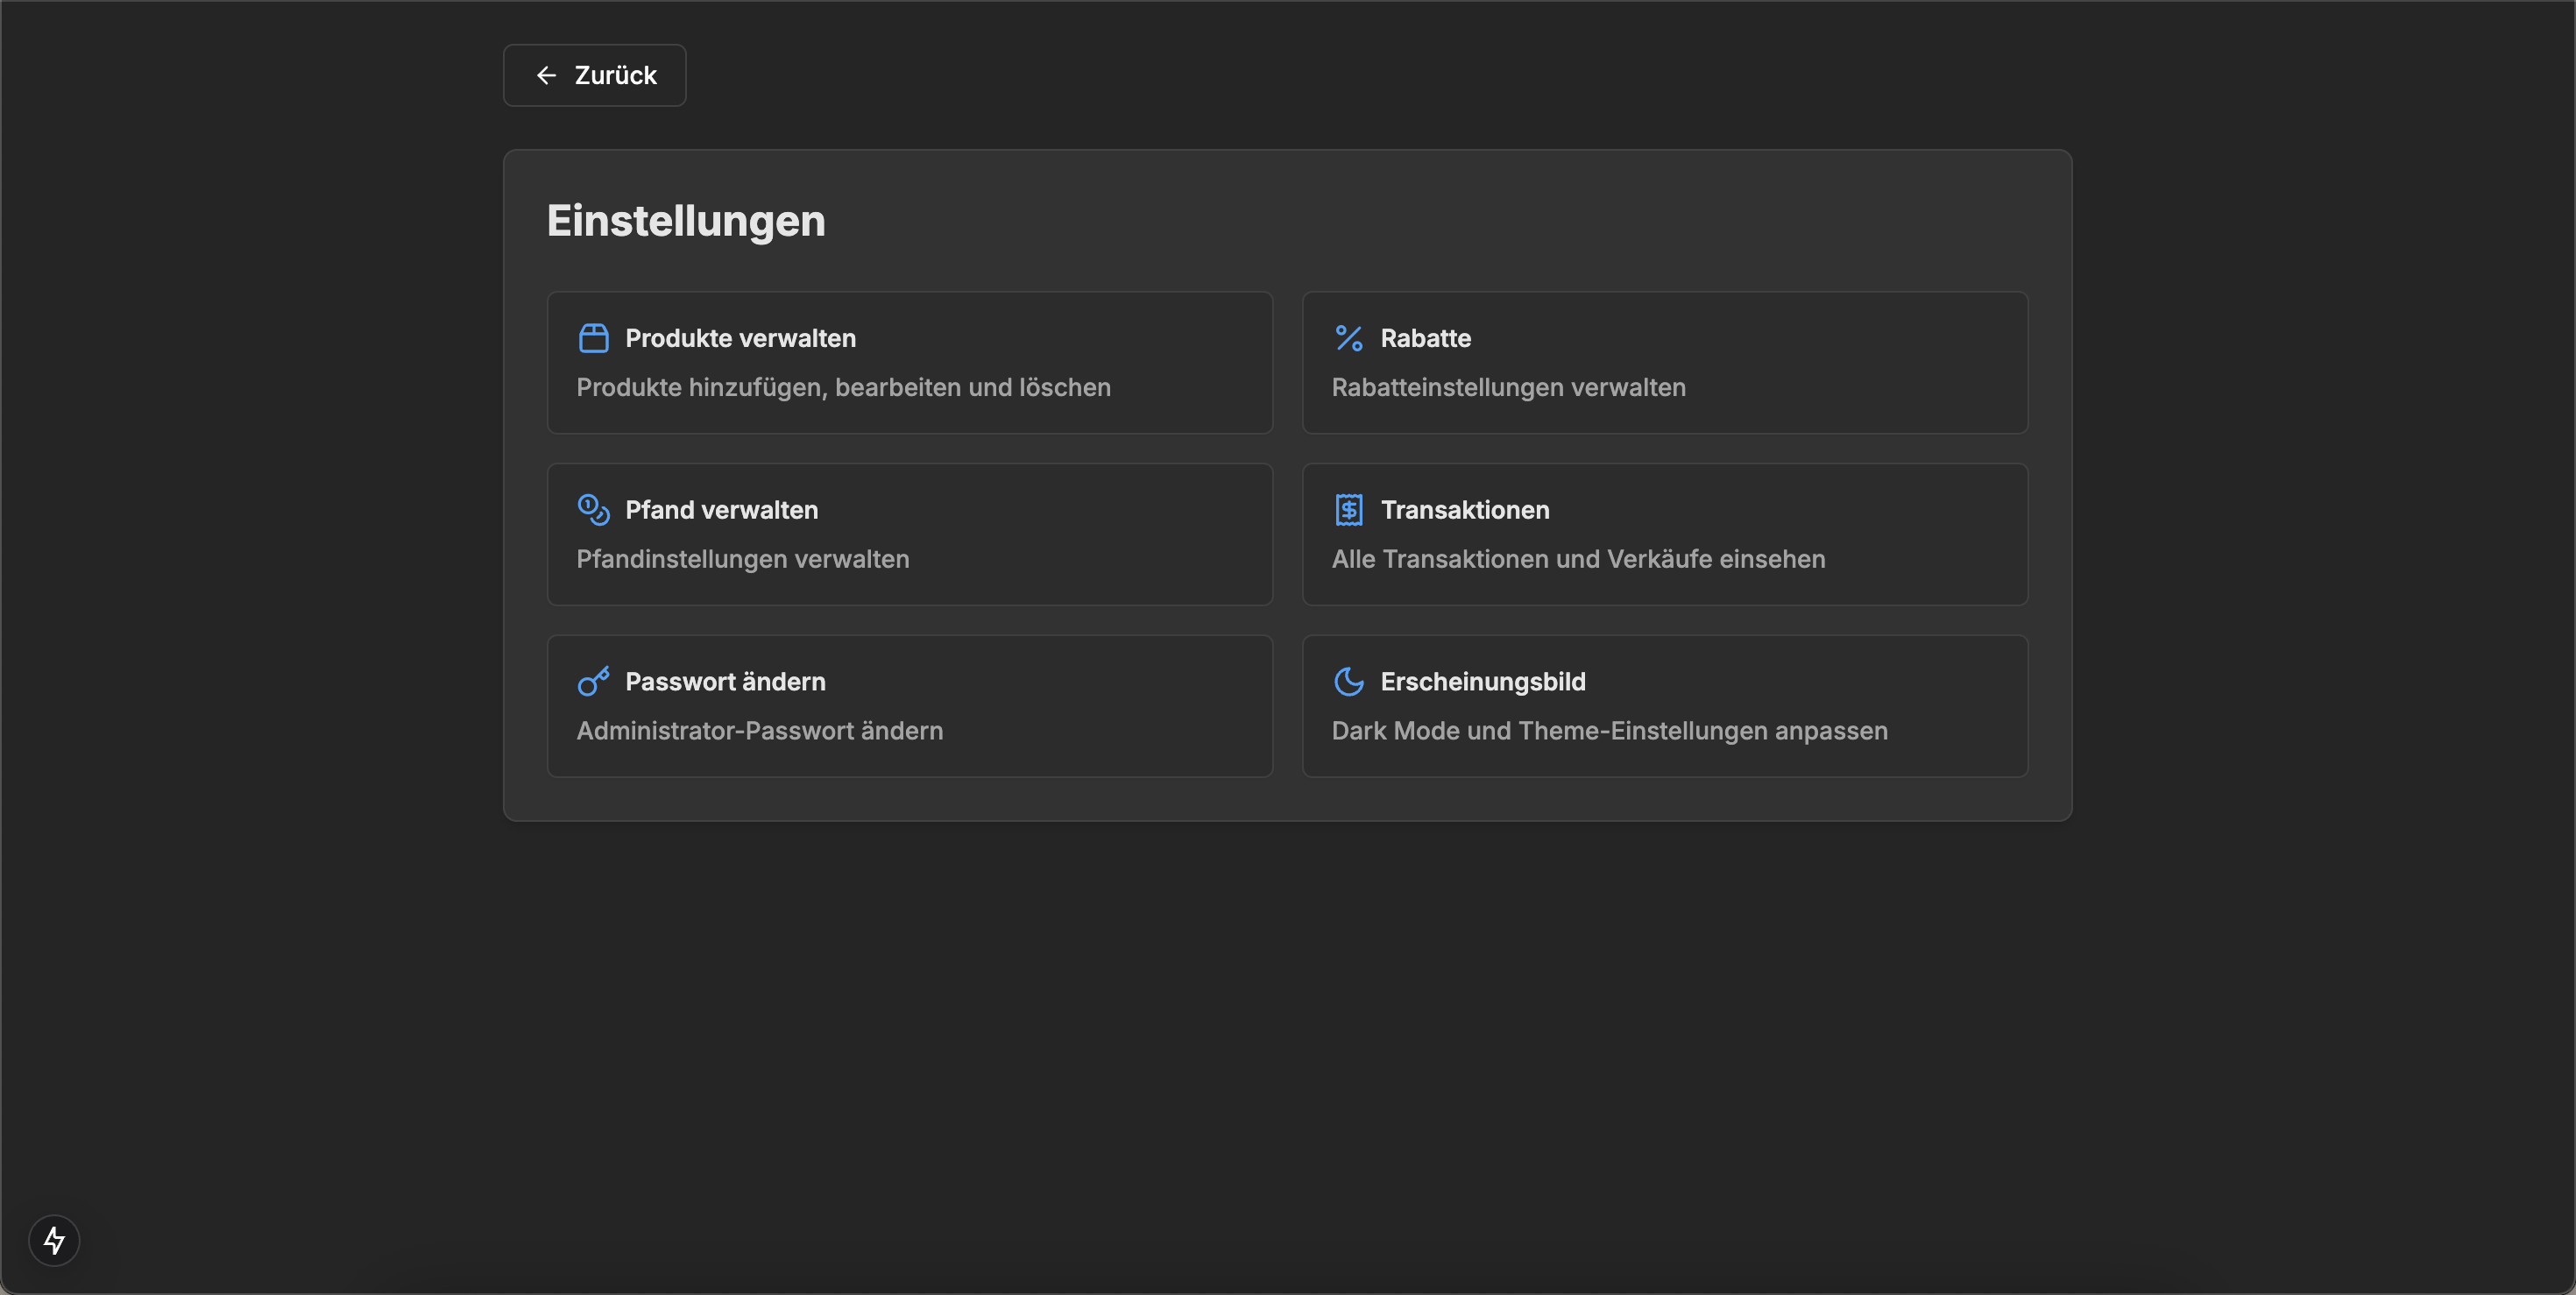 Zurück
Einstellungen
Produkte verwalten
Produkte hinzufügen, bearbeiten und löschen
Rabatte
Rabatteinstellungen verwalten
Pfand verwalten
Pfandinstellungen verwalten
Transaktionen
Alle Transaktionen und Verkäufe einsehen
Passwort ändern
Administrator-Passwort ändern
Erscheinungsbild
Dark Mode und Theme-Einstellungen anpassen